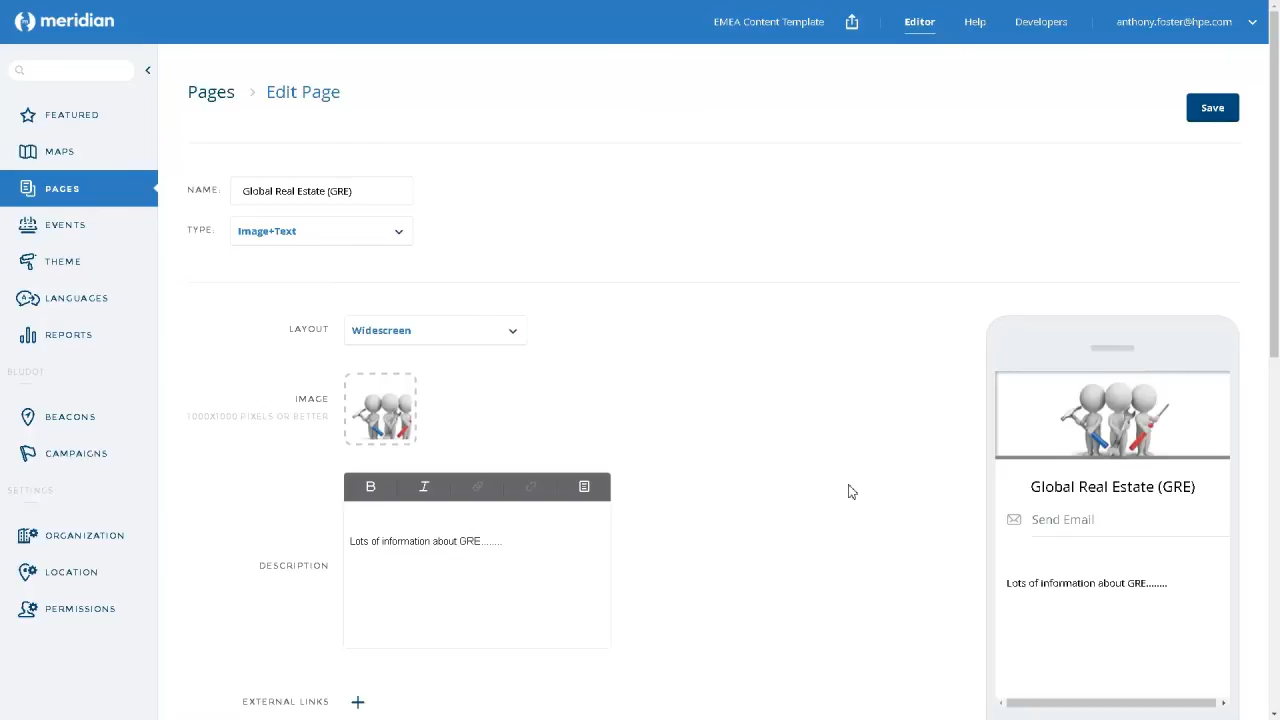 meridian
EMEA Content Template
Editor
Help
Developers
anthony.foster@hpe.com
FEATURED
MAPS
PAGES
EVENTS
THEME
LANGUAGES
REPORTS
BLUDOT
BEACONS
CAMPAIGNS
SETTINGS
ORGANIZATION
LOCATION
PERMISSIONS
Pages > Edit Page
Save
NAME: Global Real Estate (GRE)
TYPE: Image+Text
LAYOUT Widescreen
IMAGE
1000X1000 PIXELS OR BETTER
B I
DESCRIPTION
Lots of information about GRE........
EXTERNAL LINKS +
Global Real Estate (GRE)
Send Email
Lots of information about GRE........